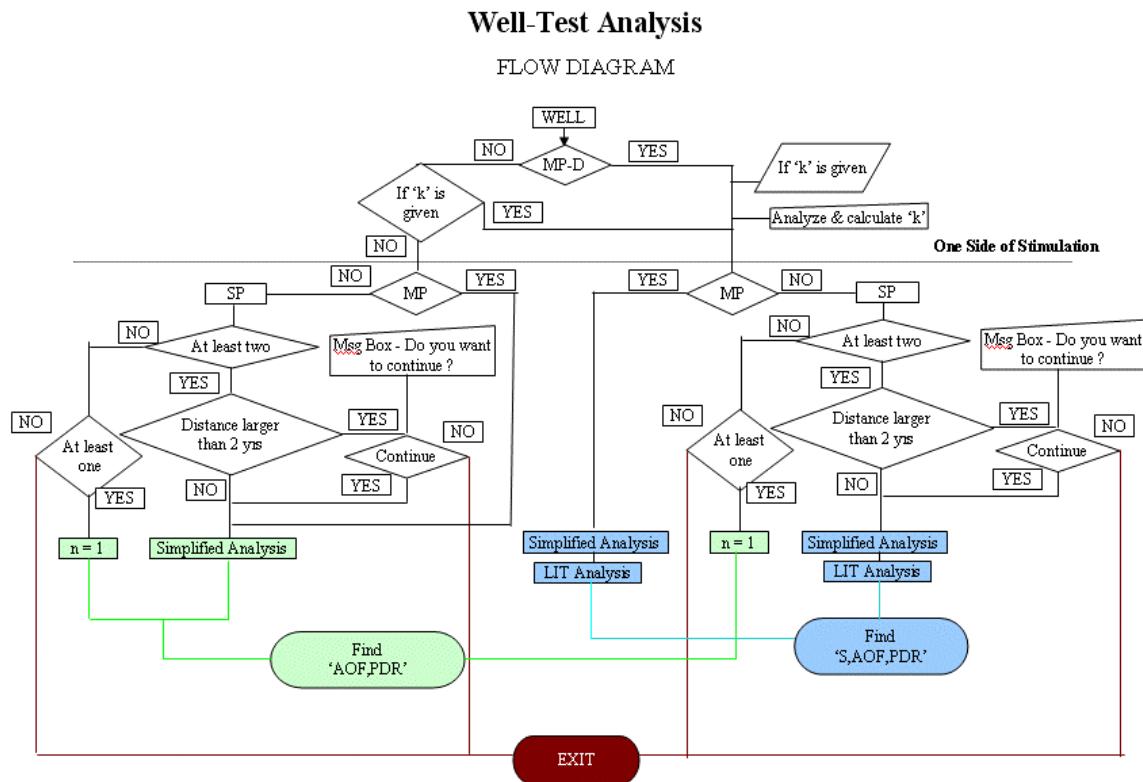 Well-Test Analysis
FLOW DIAGRAM
WELL
NO
MP-D
YES
If ‘k’ is given
If ‘k’ is
given
YES
Analyze & calculate ‘k’
NO
One Side of Stimulation
NO
MP
YES
SP
NO
At least two
Msg Box - Do you want
to continue ?
YES
NO
Distance larger
than 2 yrs
YES
NO
At least
one
Continue
YES
NO
YES
n = 1
Simplified Analysis
YES
MP
NO
SP
NO
At least two
Msg Box - Do you want
to continue ?
YES
NO
Distance larger
than 2 yrs
YES
NO
At least
one
Continue
YES
NO
YES
Simplified Analysis
LIT Analysis
n = 1
Simplified Analysis
LIT Analysis
Find
‘AOF,PDR’
Find
‘S,AOF,PDR’
EXIT